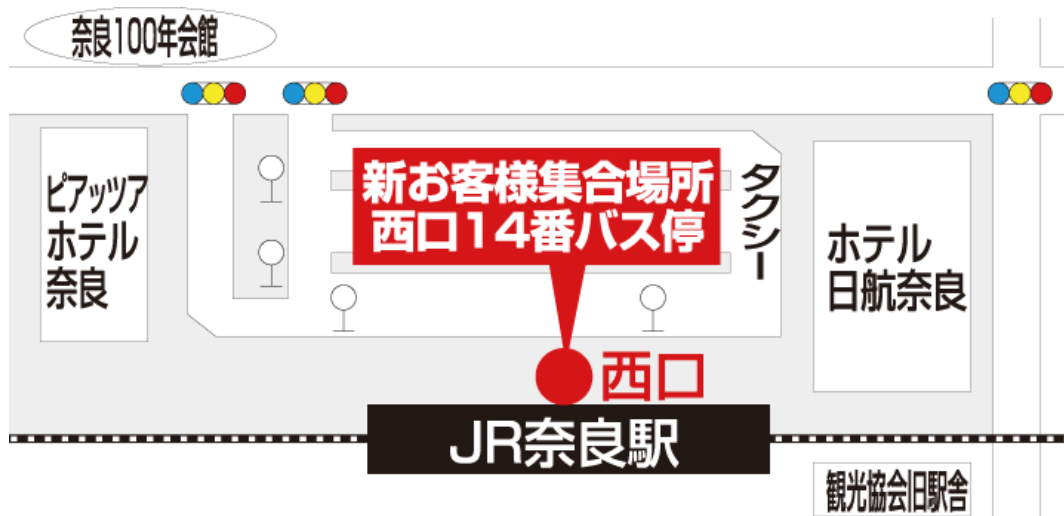 奈良100年会館
ピアッツア
ホテル
奈良
新お客様集合場所
西口14番バス停
タクシー
ホテル
日航奈良
西口
JR奈良駅
観光協会旧駅舎